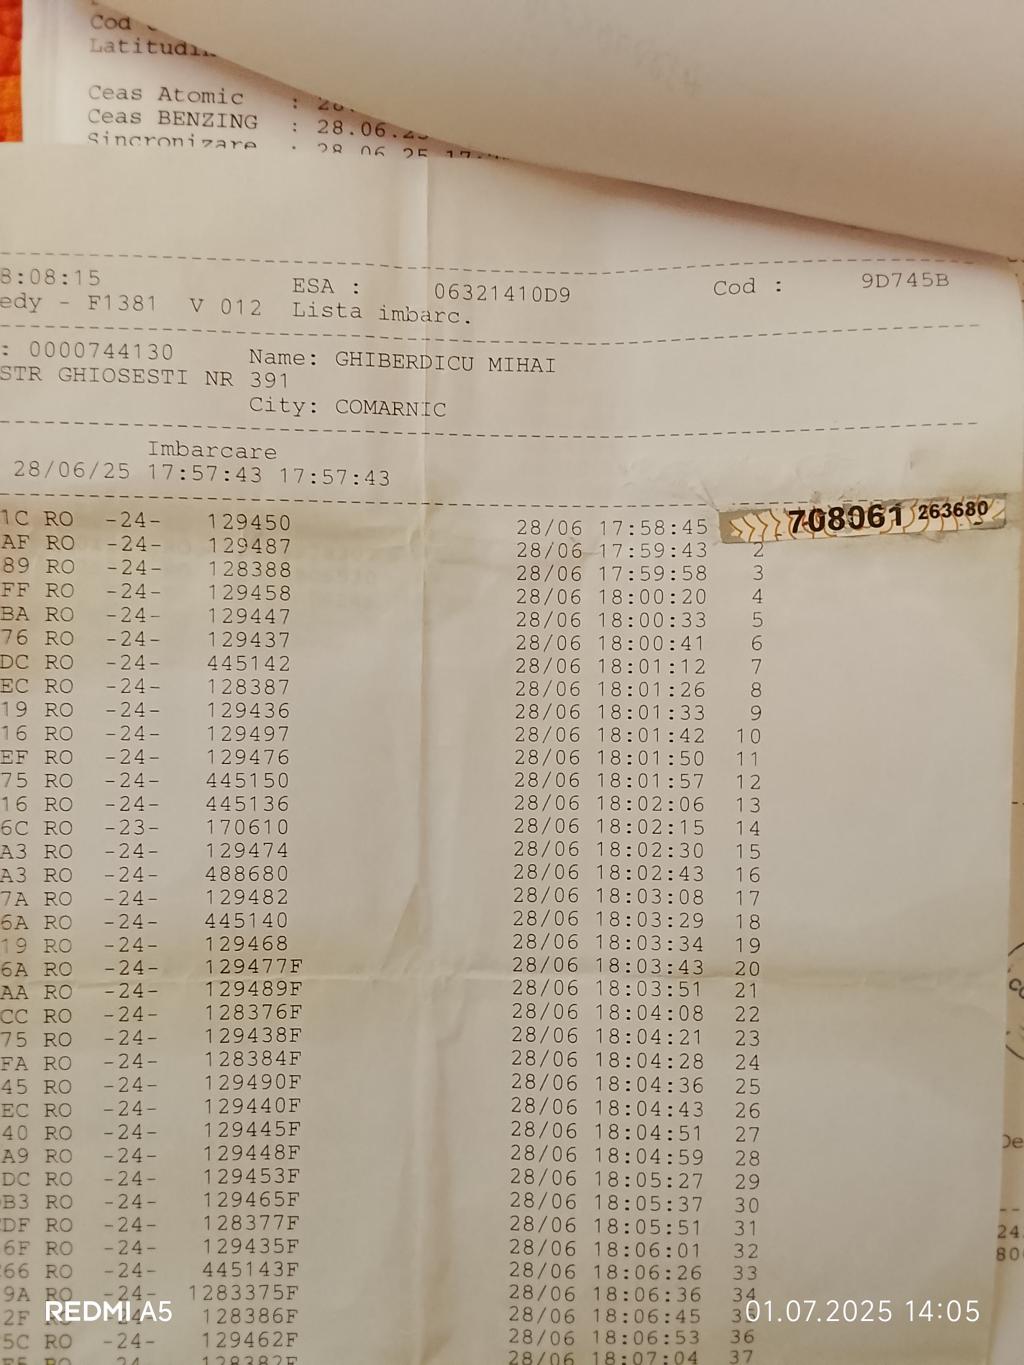 Cod
Ceas Atomic :
Ceas BENZING : 28.06.
Sincronizare : 28.06.25
8:08:15 ESA : 06321410D9 Cod : 9D745B
edy - F1381 V 012 Lista imbarc.
: 0000744130 Name: GHIBERDICU MIHAI
STR GHIOSESTI NR 391
City: COMARNIC
Imbarcare
28/06/25 17:57:43 17:57:43
708061 263680
1C RO -24- 129450 28/06 17:58:45
AF RO -24- 129487 28/06 17:59:43 2
89 RO -24- 128388 28/06 17:59:58 3
FF RO -24- 129458 28/06 18:00:20 4
BA RO -24- 129447 28/06 18:00:33 5
76 RO -24- 129437 28/06 18:00:41 6
DC RO -24- 445142 28/06 18:01:12 7
EC RO -24- 128387 28/06 18:01:26 8
19 RO -24- 129436 28/06 18:01:33 9
16 RO -24- 129497 28/06 18:01:42 10
EF RO -24- 129476 28/06 18:01:50 11
75 RO -24- 445150 28/06 18:01:57 12
16 RO -24- 445136 28/06 18:02:06 13
6C RO -23- 170610 28/06 18:02:15 14
A3 RO -24- 129474 28/06 18:02:30 15
A3 RO -24- 488680 28/06 18:02:43 16
7A RO -24- 129482 28/06 18:03:08 17
6A RO -24- 445140 28/06 18:03:29 18
19 RO -24- 129468 28/06 18:03:34 19
6A RO -24- 129477F 28/06 18:03:43 20
AA RO -24- 129489F 28/06 18:03:51 21
CC RO -24- 128376F 28/06 18:04:08 22
75 RO -24- 129438F 28/06 18:04:21 23
FA RO -24- 128384F 28/06 18:04:28 24
45 RO -24- 129490F 28/06 18:04:36 25
EC RO -24- 129440F 28/06 18:04:43 26
40 RO -24- 129445F 28/06 18:04:51 27
A9 RO -24- 129448F 28/06 18:04:59 28
DC RO -24- 129453F 28/06 18:05:27 29
B3 RO -24- 129465F 28/06 18:05:37 30
DF RO -24- 128377F 28/06 18:05:51 31
6F RO -24- 129435F 28/06 18:06:01 32
66 RO -24- 445143F 28/06 18:06:26 33
9A RO -24- 1283375F 28/06 18:06:36 34
2F RO -24- 128386F 28/06 18:06:45
5C RO -24- 129462F 28/06 18:06:53 36
RO 24 128382F 28/06 18:07:04 37
REDMI A5
01.07.2025 14:05